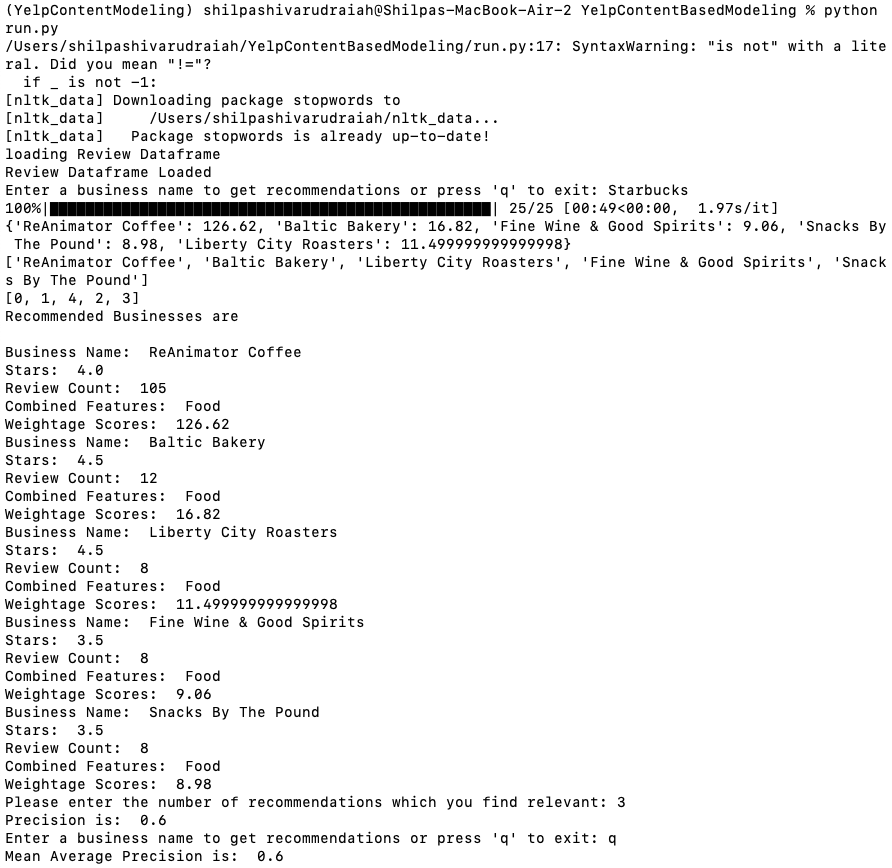 (YelpContentModeling) shilpashivarudraiah@Shilpas-MacBook-Air-2 YelpContentBasedModeling % python
run.py
/Users/shilpashivarudraiah/YelpContentBasedModeling/run.py:17: SyntaxWarning: "is not" with a lite
ral. Did you mean "!="?
  if _ is not -1:
[nltk_data] Downloading package stopwords to
[nltk_data]     /Users/shilpashivarudraiah/nltk_data...
[nltk_data]   Package stopwords is already up-to-date!
loading Review Dataframe
Review Dataframe Loaded
Enter a business name to get recommendations or press 'q' to exit: Starbucks
100%|█████████████████████████████████████████████████| 25/25 [00:49<00:00,  1.97s/it]
{'ReAnimator Coffee': 126.62, 'Baltic Bakery': 16.82, 'Fine Wine & Good Spirits': 9.06, 'Snacks By
 The Pound': 8.98, 'Liberty City Roasters': 11.499999999999998}
['ReAnimator Coffee', 'Baltic Bakery', 'Liberty City Roasters', 'Fine Wine & Good Spirits', 'Snack
s By The Pound']
[0, 1, 4, 2, 3]
Recommended Businesses are

Business Name:  ReAnimator Coffee
Stars:  4.0
Review Count:  105
Combined Features:  Food
Weightage Scores:  126.62
Business Name:  Baltic Bakery
Stars:  4.5
Review Count:  12
Combined Features:  Food
Weightage Scores:  16.82
Business Name:  Liberty City Roasters
Stars:  4.5
Review Count:  8
Combined Features:  Food
Weightage Scores:  11.499999999999998
Business Name:  Fine Wine & Good Spirits
Stars:  3.5
Review Count:  8
Combined Features:  Food
Weightage Scores:  9.06
Business Name:  Snacks By The Pound
Stars:  3.5
Review Count:  8
Combined Features:  Food
Weightage Scores:  8.98
Please enter the number of recommendations which you find relevant: 3
Precision is:  0.6
Enter a business name to get recommendations or press 'q' to exit: q
Mean Average Precision is:  0.6